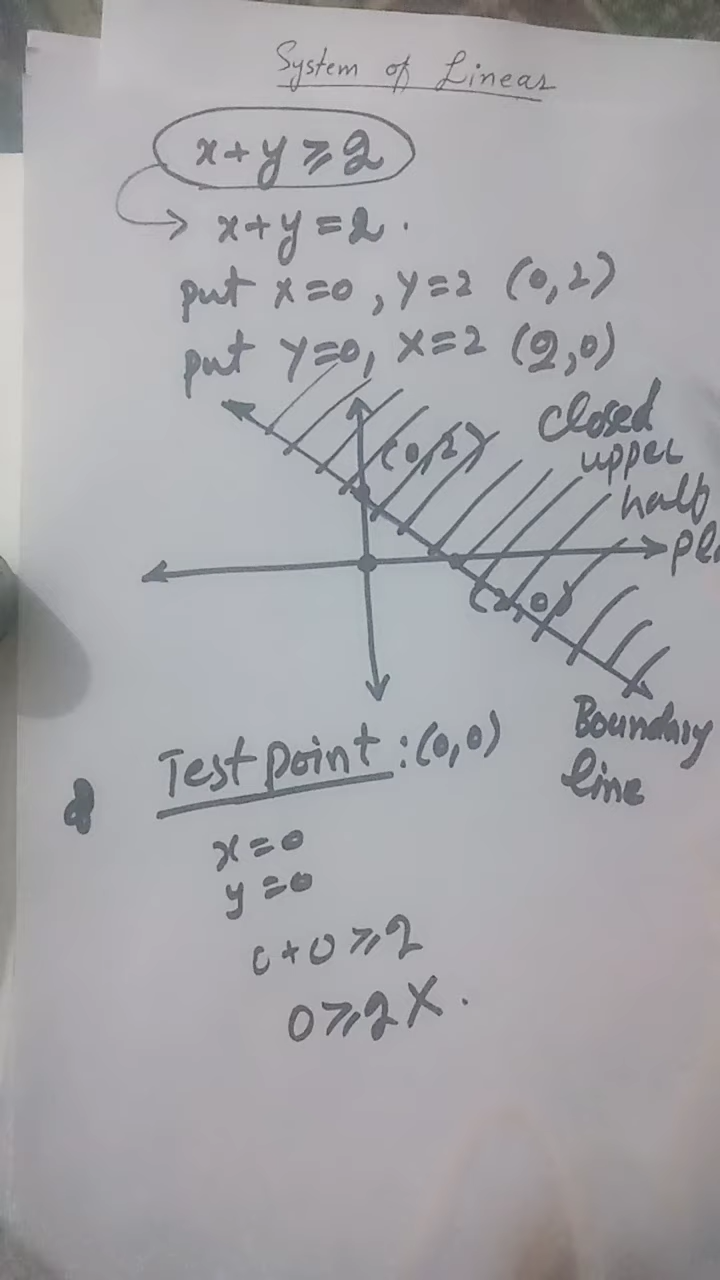 System of Linear
x+y⩾2
x+y=2.
put x=0, y=2 (0,2)
put y=0, x=2 (2,0)
closed
upper
half
(0,2)
(2,0)
Boundary
line
Test point: (0,0)
x=0
y=0
0+0⩾2
0⩾2 X.